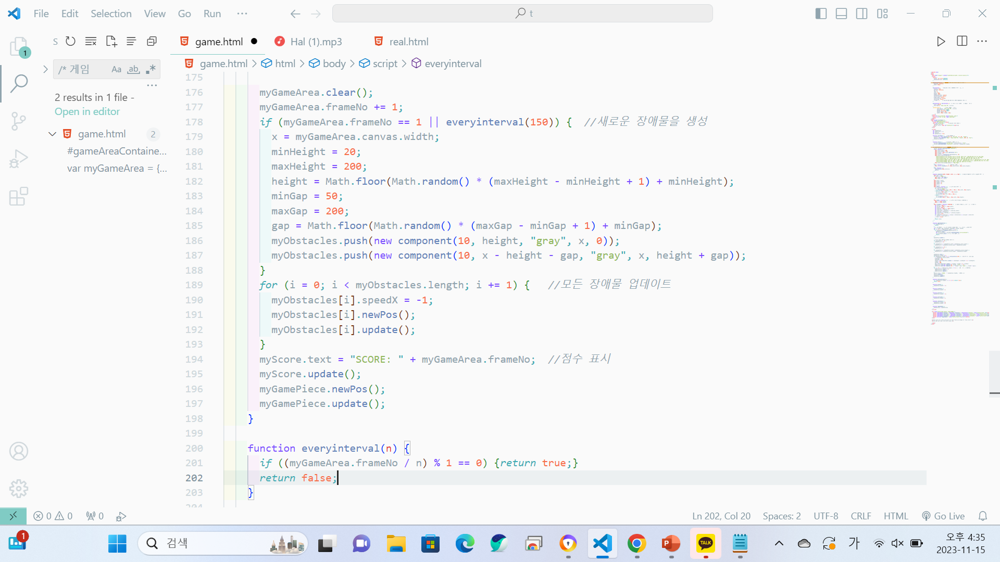 File Edit Selection View Go Run ···
t
S
game.html ● Hal (1).mp3 real.html
/* 게임 Aa ab .*
game.html > html > body > script > everyinterval
2 results in 1 file -
Open in editor
game.html 2
#gameAreaContaine...
var myGameArea = {...
175
176 myGameArea.clear();
177 myGameArea.frameNo += 1;
178 if (myGameArea.frameNo == 1 || everyinterval(150)) { //새로운 장애물을 생성
179 x = myGameArea.canvas.width;
180 minHeight = 20;
181 maxHeight = 200;
182 height = Math.floor(Math.random() * (maxHeight - minHeight + 1) + minHeight);
183 minGap = 50;
184 maxGap = 200;
185 gap = Math.floor(Math.random() * (maxGap - minGap + 1) + minGap);
186 myObstacles.push(new component(10, height, "gray", x, 0));
187 myObstacles.push(new component(10, x - height - gap, "gray", x, height + gap));
188 }
189 for (i = 0; i < myObstacles.length; i += 1) { //모든 장애물 업데이트
190 myObstacles[i].speedX = -1;
191 myObstacles[i].newPos();
192 myObstacles[i].update();
193 }
194 myScore.text = "SCORE: " + myGameArea.frameNo; //점수 표시
195 myScore.update();
196 myGamePiece.newPos();
197 myGamePiece.update();
198 }
199
200 function everyinterval(n) {
201 if ((myGameArea.frameNo / n) % 1 == 0) {return true;}
202 return false;
203 }
204
1
0 0 0
Ln 202, Col 20 Spaces: 2 UTF-8 CRLF HTML Go Live
1
검색
P
TALK
가
오후 4:35
2023-11-15